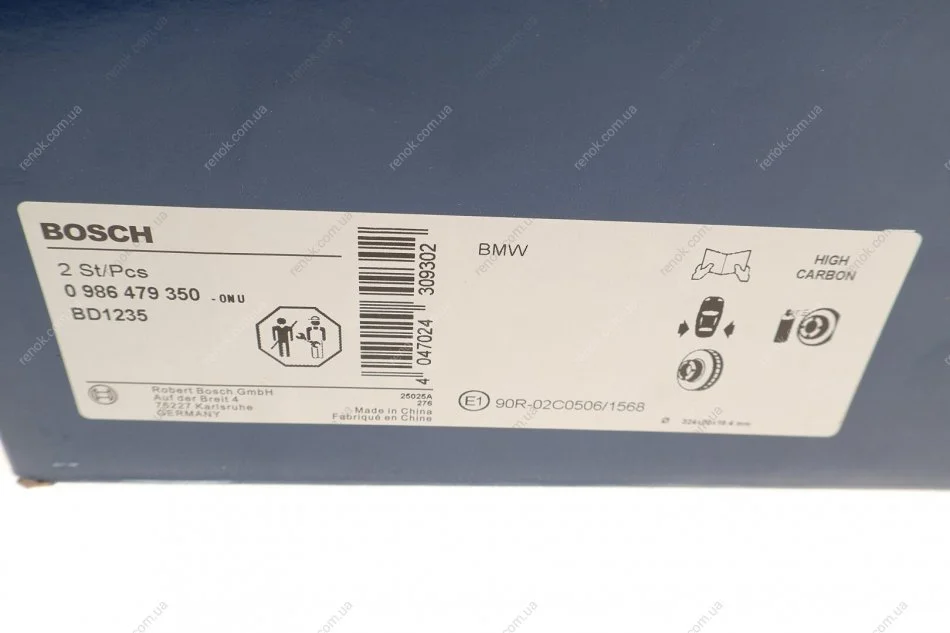 BOSCH
2 St/Pcs
0 986 479 350 - 0NU
BD1235
Robert Bosch GmbH
Auf der Breit 4
76227 Karlsruhe
GERMANY
25025A
276
Made in China
Fabriqué en Chine
4 047024 309302
BMW
E1 90R-02C0506/1568
HIGH
CARBON
renok.com.ua